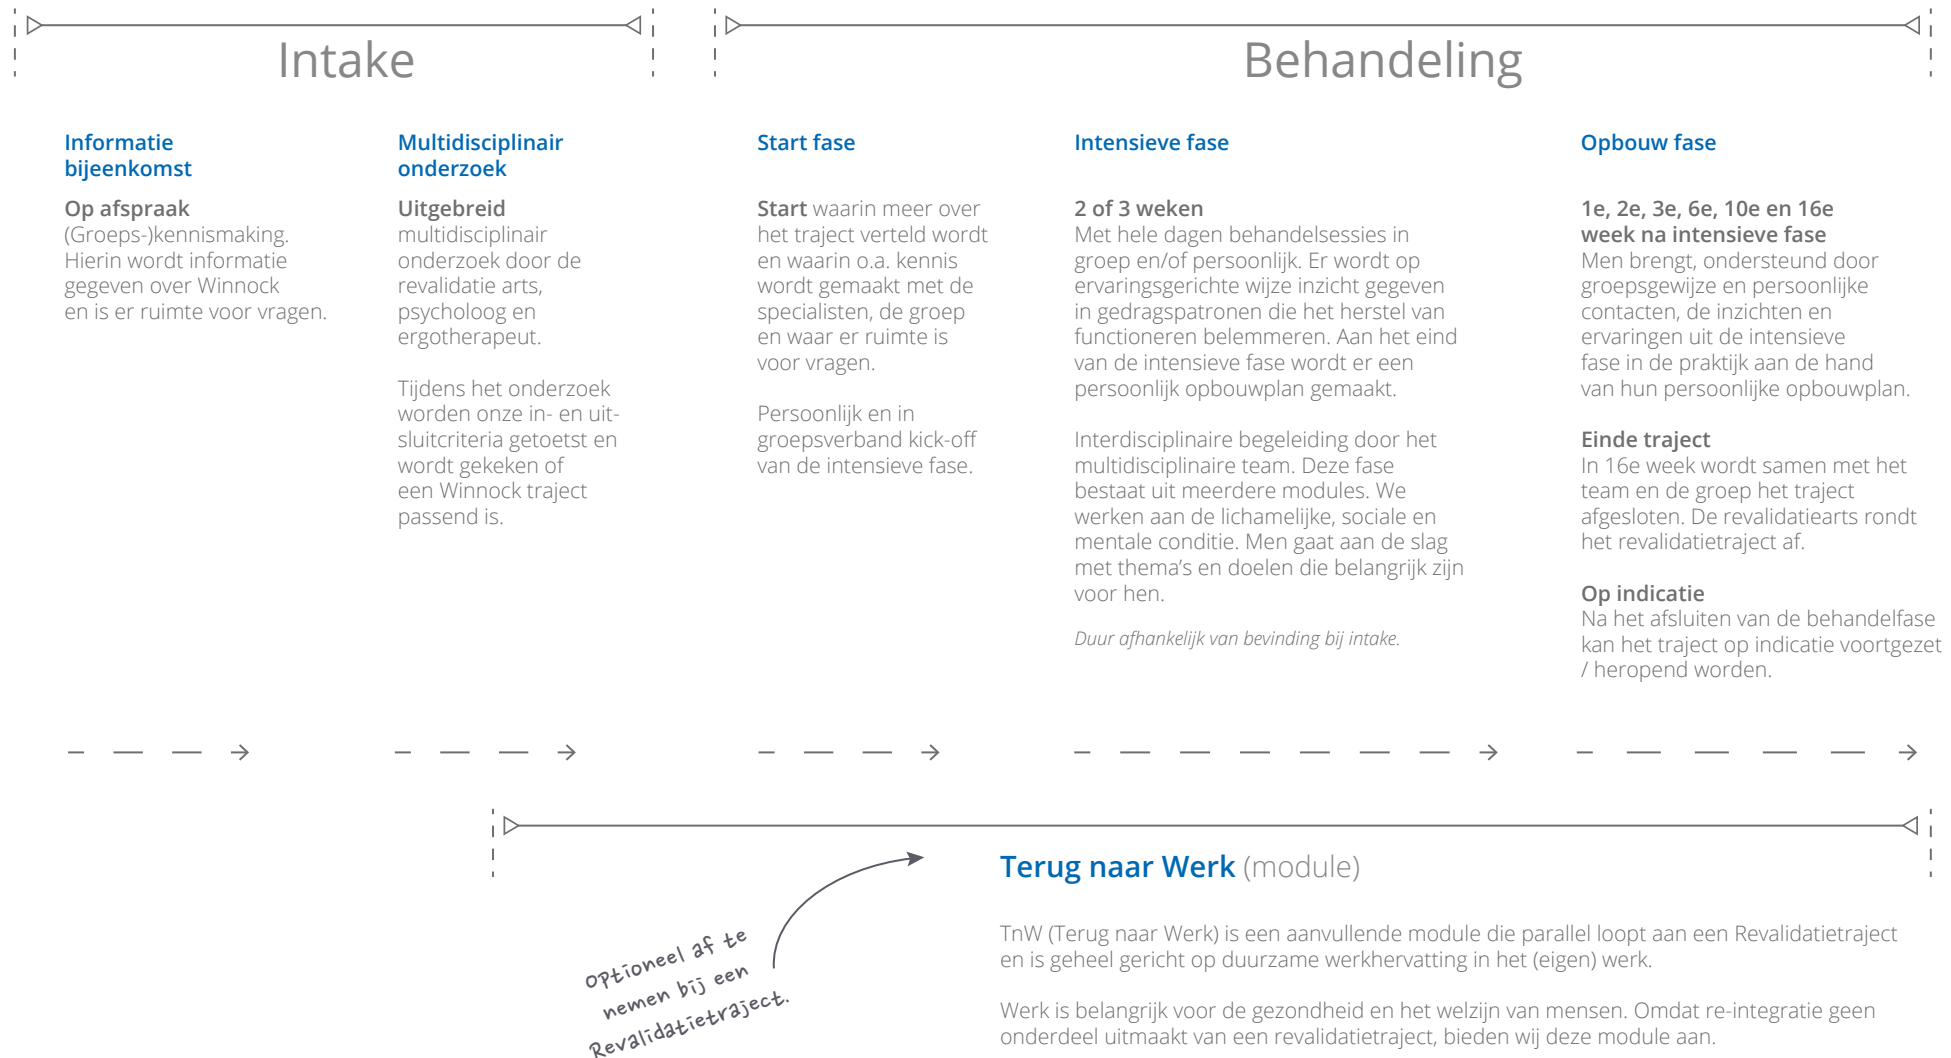 Intake
Behandeling
Informatie
bijeenkomst
Op afspraak
(Groeps-)kennismaking.
Hierin wordt informatie
gegeven over Winnock
en is er ruimte voor vragen.
Multidisciplinair
onderzoek
Uitgebreid
multidisciplinair
onderzoek door de
revalidatie arts,
psycholoog en
ergotherapeut.
Tijdens het onderzoek
worden onze in- en uit-
sluitcriteria getoetst en
wordt gekeken of
een Winnock traject
passend is.
Start fase
Start waarin meer over
het traject verteld wordt
en waarin o.a. kennis
wordt gemaakt met de
specialisten, de groep
en waar er ruimte is
voor vragen.
Persoonlijk en in
groepsverband kick-off
van de intensieve fase.
Intensieve fase
2 of 3 weken
Met hele dagen behandelsessies in
groep en/of persoonlijk. Er wordt op
ervaringsgerichte wijze inzicht gegeven
in gedragspatronen die het herstel van
functioneren belemmeren. Aan het eind
van de intensieve fase wordt er een
persoonlijk opbouwplan gemaakt.
Interdisciplinaire begeleiding door het
multidisciplinaire team. Deze fase
bestaat uit meerdere modules. We
werken aan de lichamelijke, sociale en
mentale conditie. Men gaat aan de slag
met thema's en doelen die belangrijk zijn
voor hen.
Duur afhankelijk van bevinding bij intake.
Opbouw fase
1e, 2e, 3e, 6e, 10e en 16e
week na intensieve fase
Men brengt, ondersteund door
groepsgewijze en persoonlijke
contacten, de inzichten en
ervaringen uit de intensieve
fase in de praktijk aan de hand
van hun persoonlijke opbouwplan.
Einde traject
In 16e week wordt samen met het
team en de groep het traject
afgesloten. De revalidatiearts rondt
het revalidatietraject af.
Op indicatie
Na het afsluiten van de behandelfase
kan het traject op indicatie voortgezet
/ heropend worden.
Optioneel af te
nemen bij een
Revalidatietraject.
Terug naar Werk (module)
TnW (Terug naar Werk) is een aanvullende module die parallel loopt aan een Revalidatietraject
en is geheel gericht op duurzame werkhervatting in het (eigen) werk.
Werk is belangrijk voor de gezondheid en het welzijn van mensen. Omdat re-integratie geen
onderdeel uitmaakt van een revalidatietraject, bieden wij deze module aan.